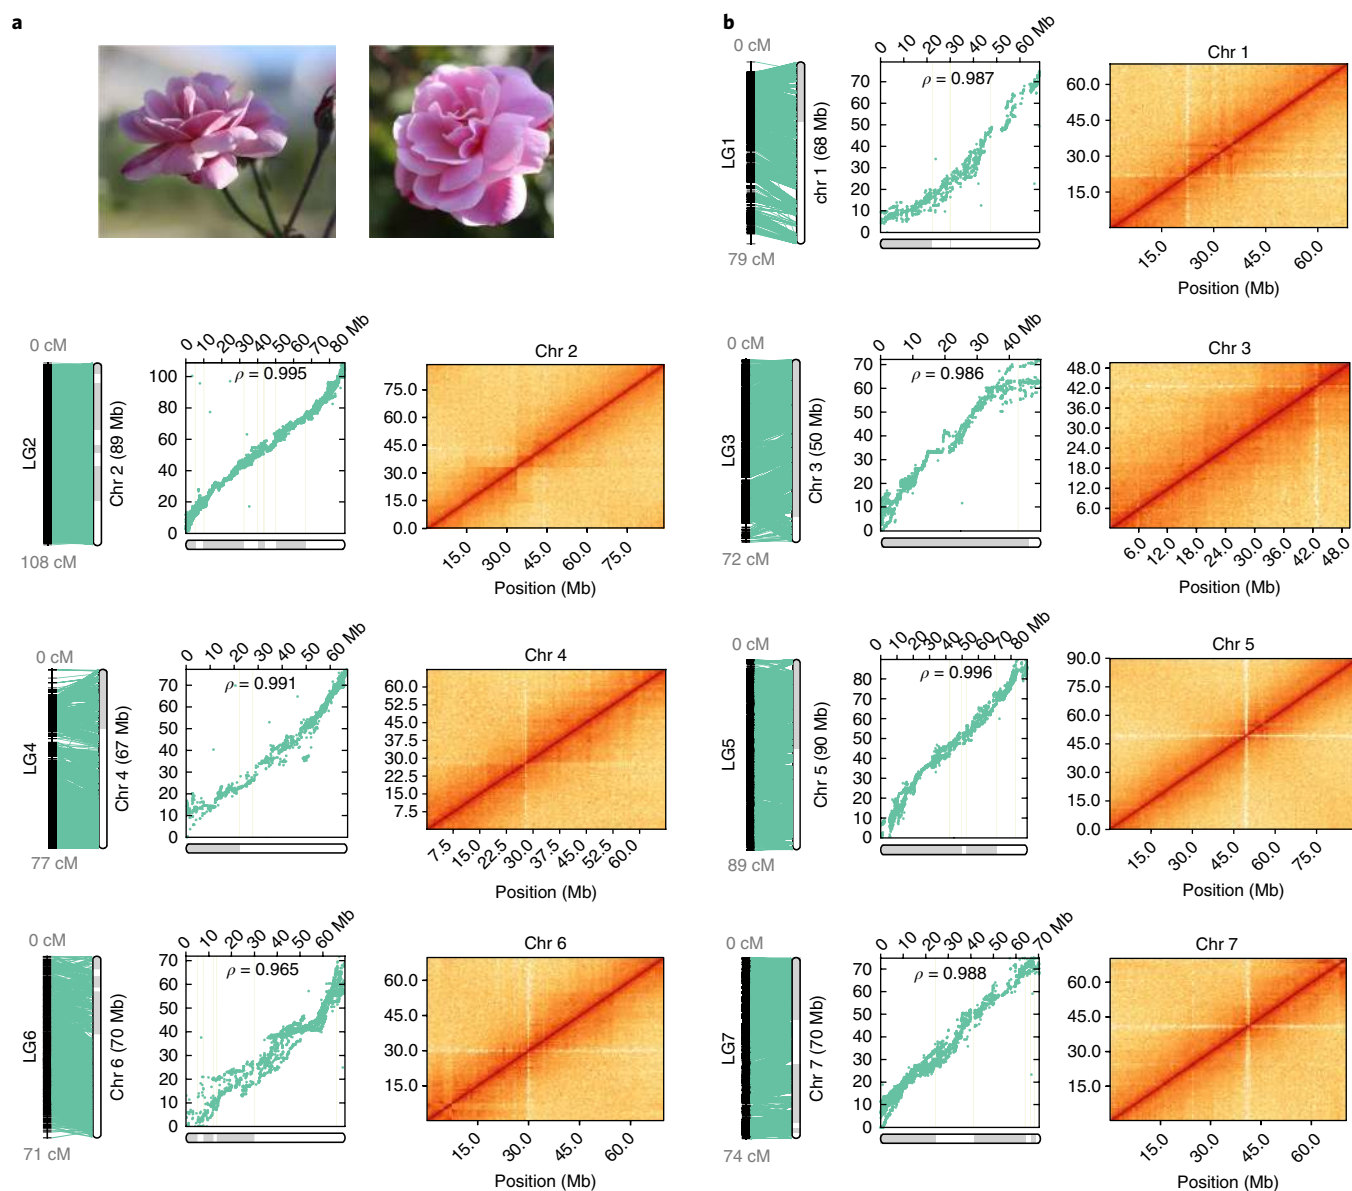 a
b
0 cM
LG1
79 cM
chr 1 (68 Mb)
0 10 20 30 40 50 60 Mb
ρ = 0.987
70
60
50
40
30
20
10
0
Chr 1
60.0
45.0
30.0
15.0
15.0 30.0 45.0 60.0
Position (Mb)
0 cM
LG2
108 cM
Chr 2 (89 Mb)
0 10 20 30 40 50 60 70 80 Mb
ρ = 0.995
100
80
60
40
20
0
Chr 2
75.0
60.0
45.0
30.0
15.0
0.0
15.0 30.0 45.0 60.0 75.0
Position (Mb)
0 cM
LG3
72 cM
Chr 3 (50 Mb)
0 10 20 30 40 Mb
ρ = 0.986
70
60
50
40
30
20
10
0
Chr 3
48.0
42.0
36.0
30.0
24.0
18.0
12.0
6.0
6.0 12.0 18.0 24.0 30.0 36.0 42.0 48.0
Position (Mb)
0 cM
LG4
77 cM
Chr 4 (67 Mb)
0 10 20 30 40 50 60 Mb
ρ = 0.991
70
60
50
40
30
20
10
0
Chr 4
60.0
52.5
45.0
37.5
30.0
22.5
15.0
7.5
7.5 15.0 22.5 30.0 37.5 45.0 52.5 60.0
Position (Mb)
0 cM
LG5
89 cM
Chr 5 (90 Mb)
0 10 20 30 40 50 60 70 80 Mb
ρ = 0.996
80
70
60
50
40
30
20
10
0
Chr 5
90.0
75.0
60.0
45.0
30.0
15.0
0.0
15.0 30.0 45.0 60.0 75.0
Position (Mb)
0 cM
LG6
71 cM
Chr 6 (70 Mb)
0 10 20 30 40 50 60 Mb
ρ = 0.965
70
60
50
40
30
20
10
0
Chr 6
60.0
45.0
30.0
15.0
15.0 30.0 45.0 60.0
Position (Mb)
0 cM
LG7
74 cM
Chr 7 (70 Mb)
0 10 20 30 40 50 60 70 Mb
ρ = 0.988
70
60
50
40
30
20
10
0
Chr 7
60.0
45.0
30.0
15.0
15.0 30.0 45.0 60.0
Position (Mb)